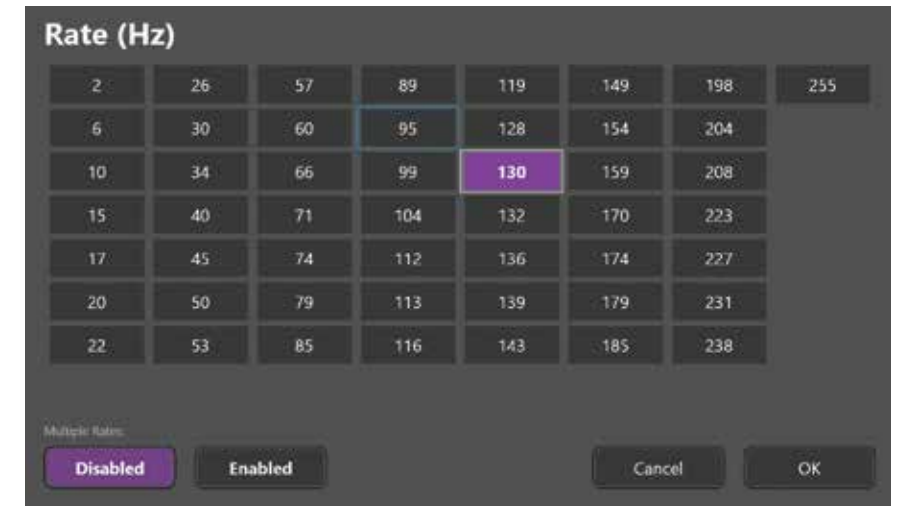 Rate (Hz)
2 26 57 89 119 149 198 255
6 30 60 95 128 154 204
10 34 66 99 130 159 208
15 40 71 104 132 170 223
17 45 74 112 136 174 227
20 50 79 113 139 179 231
22 53 85 116 143 185 238
Multiple Rates:
Disabled Enabled Cancel OK